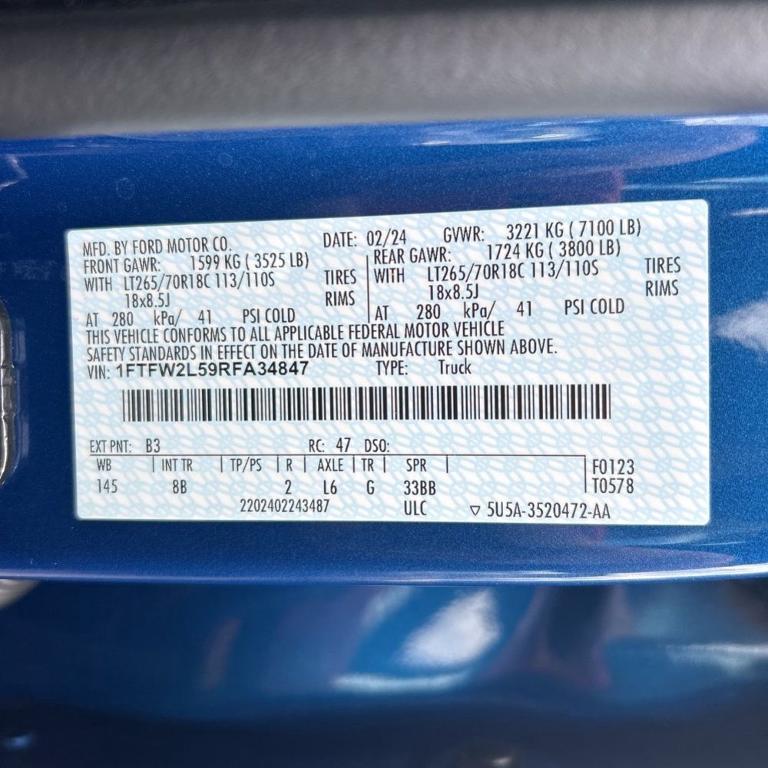 MFD. BY FORD MOTOR CO. DATE: 02/24 GVWR: 3221 KG ( 7100 LB)
FRONT GAWR: 1599 KG ( 3525 LB) REAR GAWR: 1724 KG ( 3800 LB)
WITH LT265/70R18C 113/110S TIRES WITH LT265/70R18C 113/110S TIRES
18x8.5J RIMS 18x8.5J RIMS
AT 280 kPa/ 41 PSI COLD AT 280 kPa/ 41 PSI COLD
THIS VEHICLE CONFORMS TO ALL APPLICABLE FEDERAL MOTOR VEHICLE
SAFETY STANDARDS IN EFFECT ON THE DATE OF MANUFACTURE SHOWN ABOVE.
VIN: 1FTFW2L59RFA34847 TYPE: Truck
EXT PNT: B3 RC: 47 DSO:
WB INT TR TP/PS R AXLE TR SPR F0123
145 8B 2 L6 G 33BB T0578
2202402243487 ULC ▽ 5U5A-3520472-AA